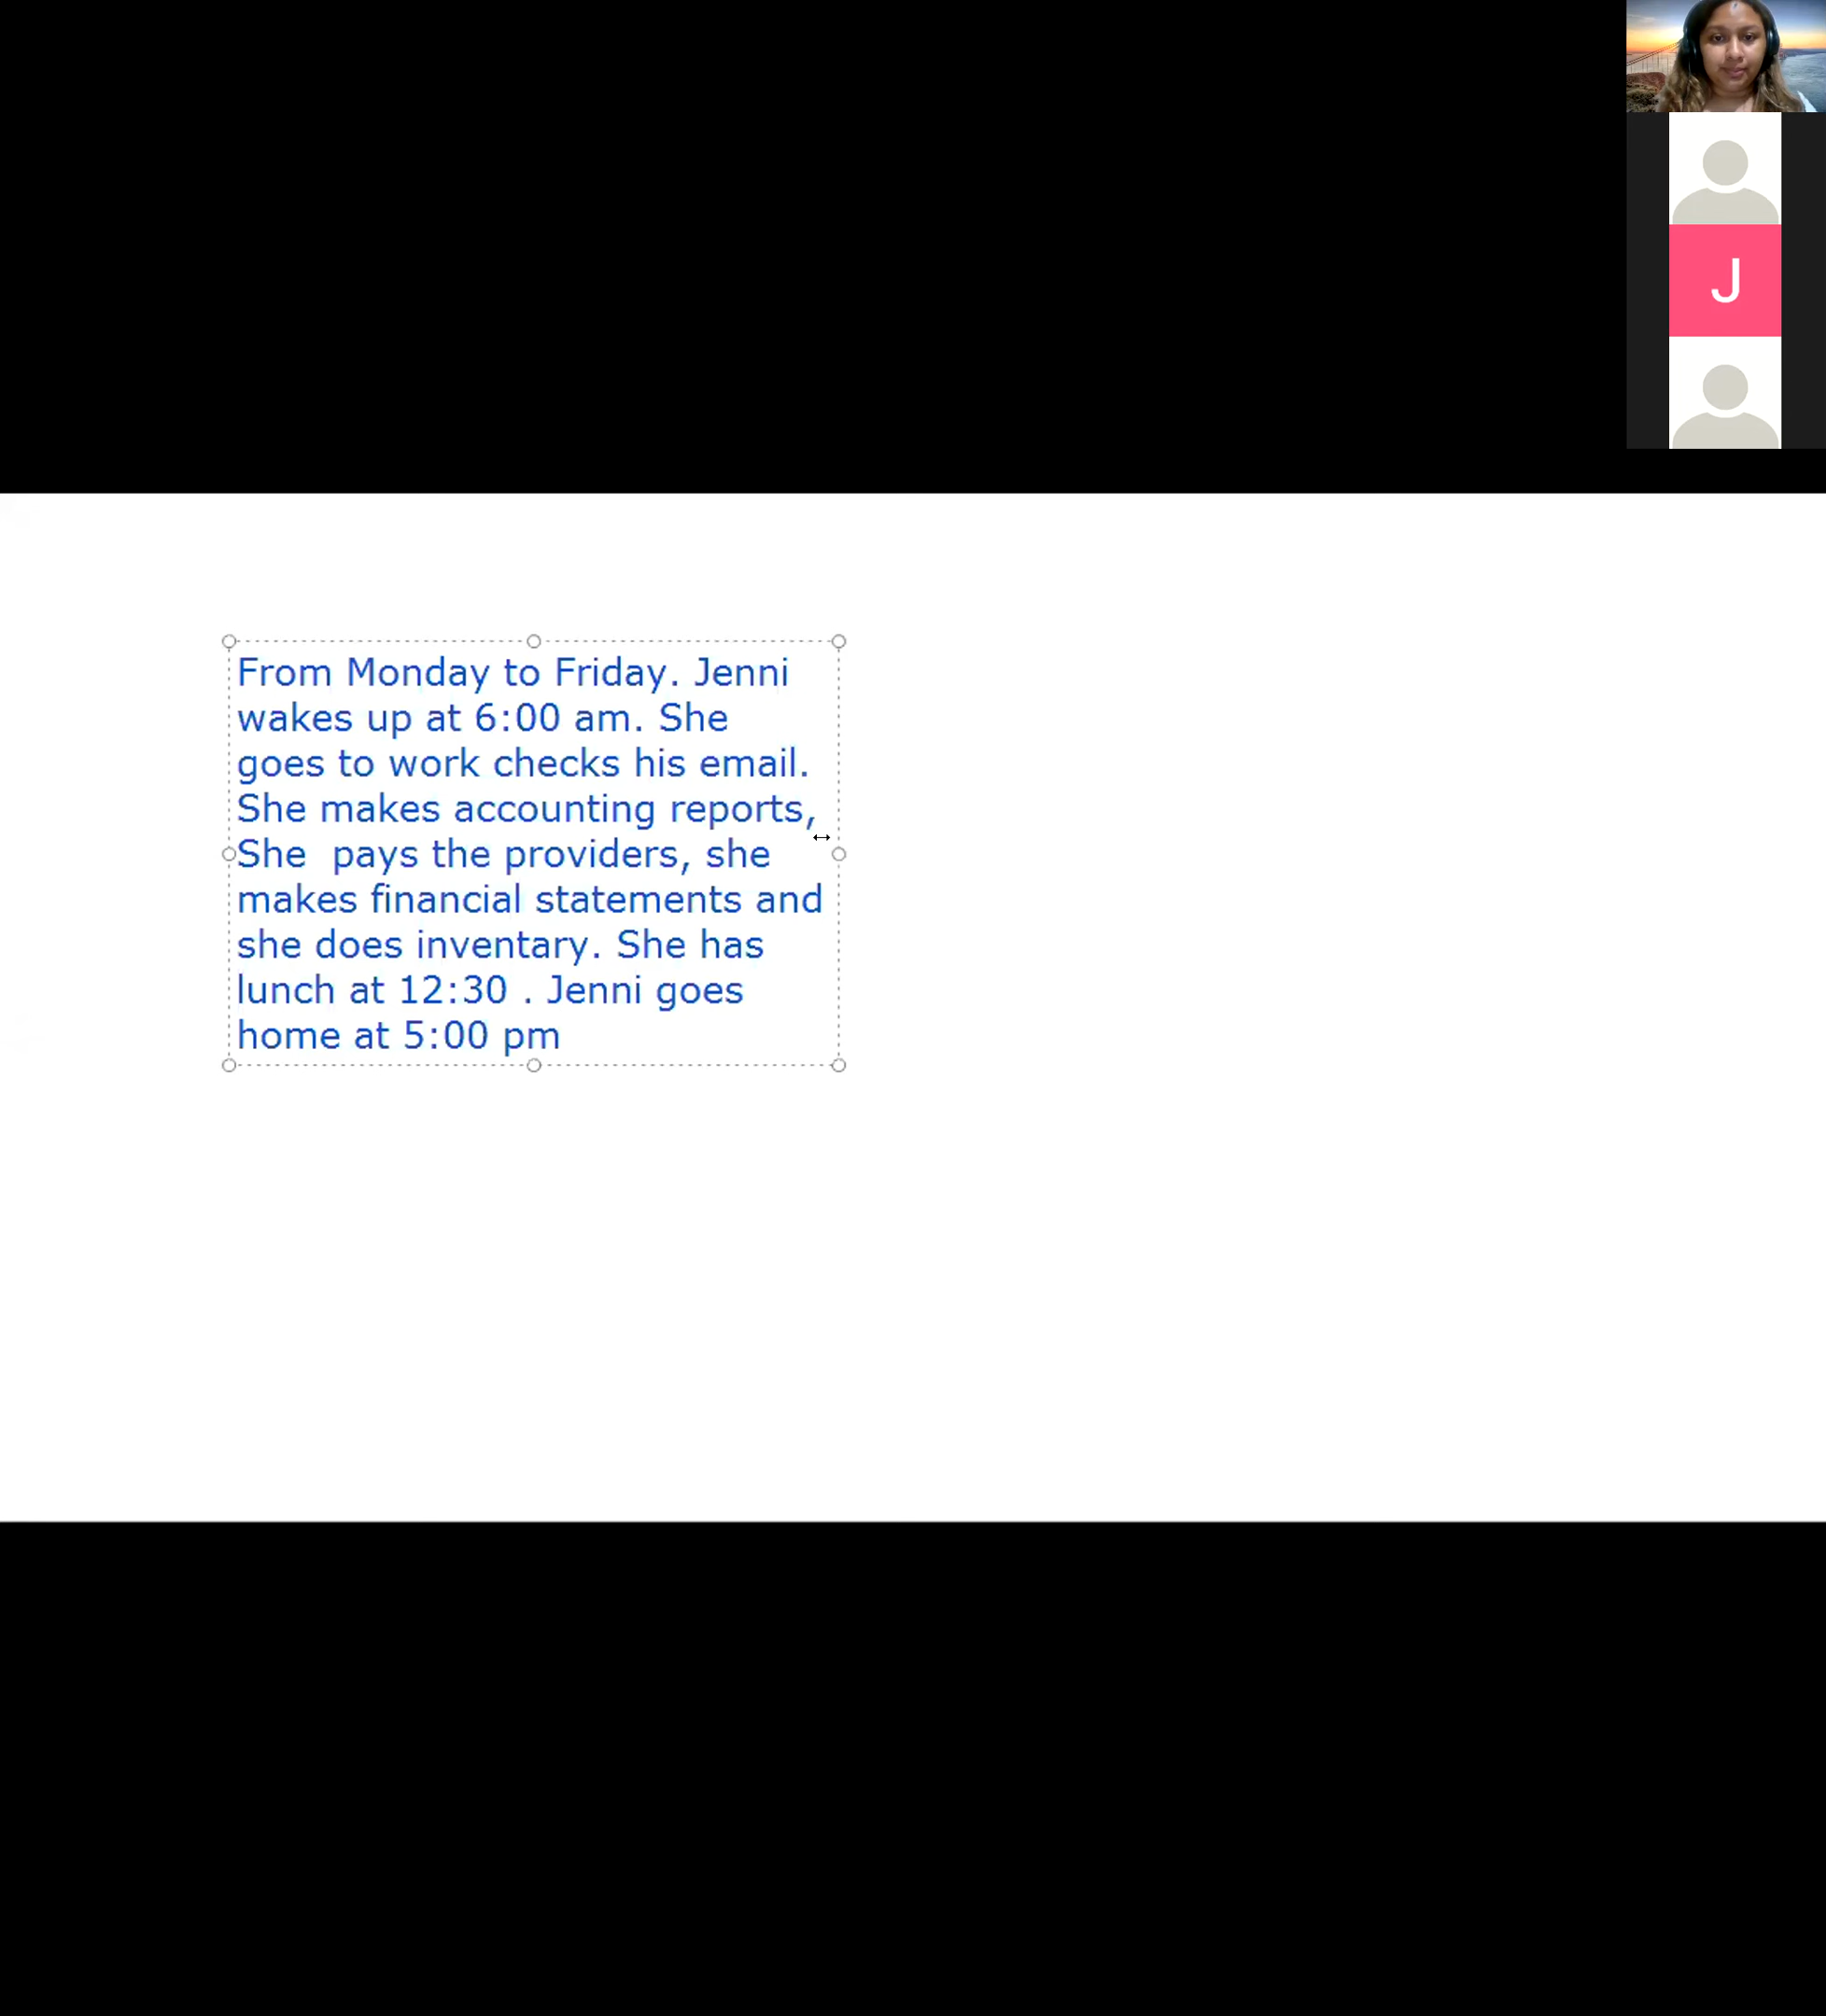 J
From Monday to Friday. Jenni
wakes up at 6:00 am. She
goes to work checks his email.
She makes accounting reports,
She  pays the providers, she
makes financial statements and
she does inventary. She has
lunch at 12:30 . Jenni goes
home at 5:00 pm